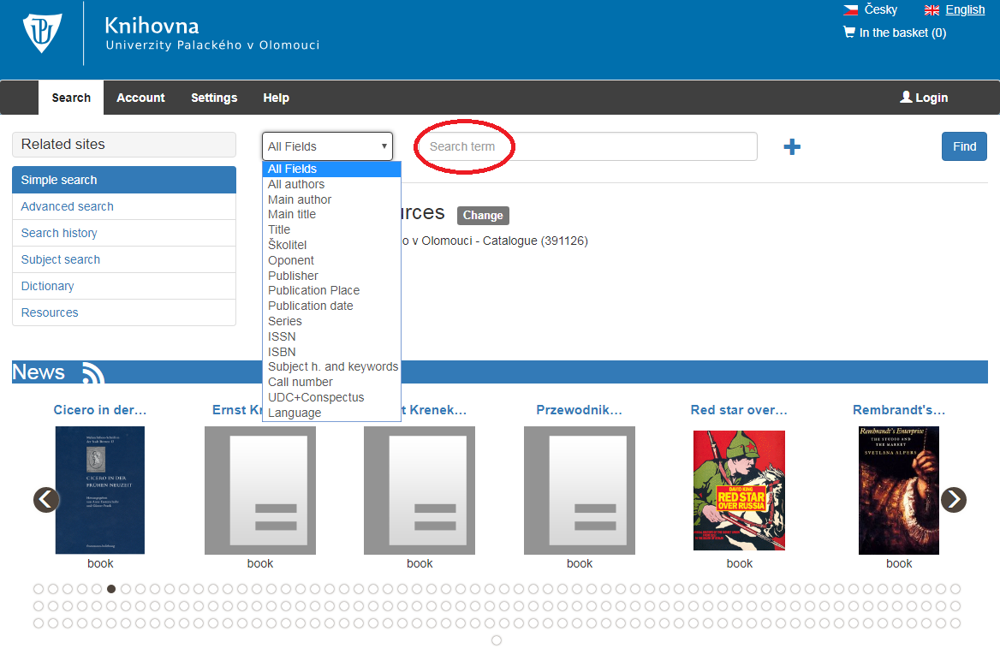 Česky
English
In the basket (0)
Knihovna
Univerzity Palackého v Olomouci
Search
Account
Settings
Help
Login
Related sites
Simple search
Advanced search
Search history
Subject search
Dictionary
Resources
All Fields
Search term
Find
All Fields
All authors
Main author
Main title
Title
Školitel
Oponent
Publisher
Publication Place
Publication date
Series
ISSN
ISBN
Subject h. and keywords
Call number
UDC+Conspectus
Language
urces
Change
o v Olomouci - Catalogue (391126)
News
Cicero in der…
Ernst Kr
t Krenek…
Przewodnik…
Red star over…
Rembrandt's…
CICERO IN DER
FRÜHEN NEUZEIT
DAVID KING
RED STAR
OVER RUSSIA
Rembrandt's Enterprise
THE STUDIO AND
THE MARKET
SVETLANA ALPERS
book
book
book
book
book
book